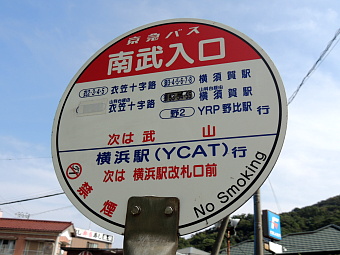 京急バス
南武入口
衣笠十字路 横須賀駅
衣笠十字路 横須賀駅
野2 YRP野比駅 行
次は 武 山
横浜駅(YCAT)行
次は 横浜駅改札口前
禁煙 No Smoking